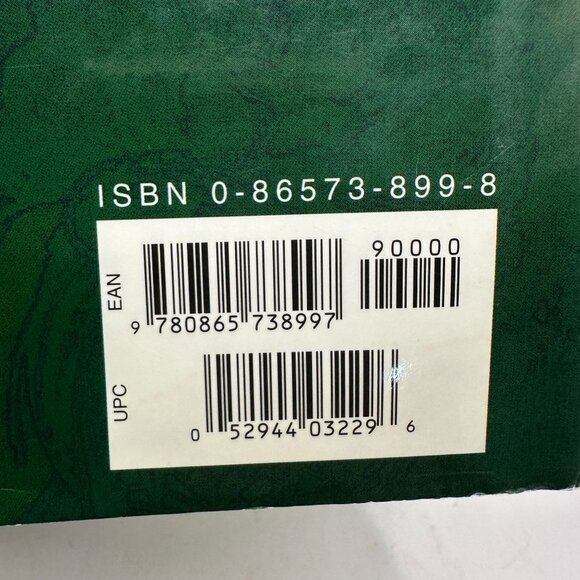 ISBN 0-86573-899-8
90000
EAN
9 780865 738997
UPC
0 52944 03229 6